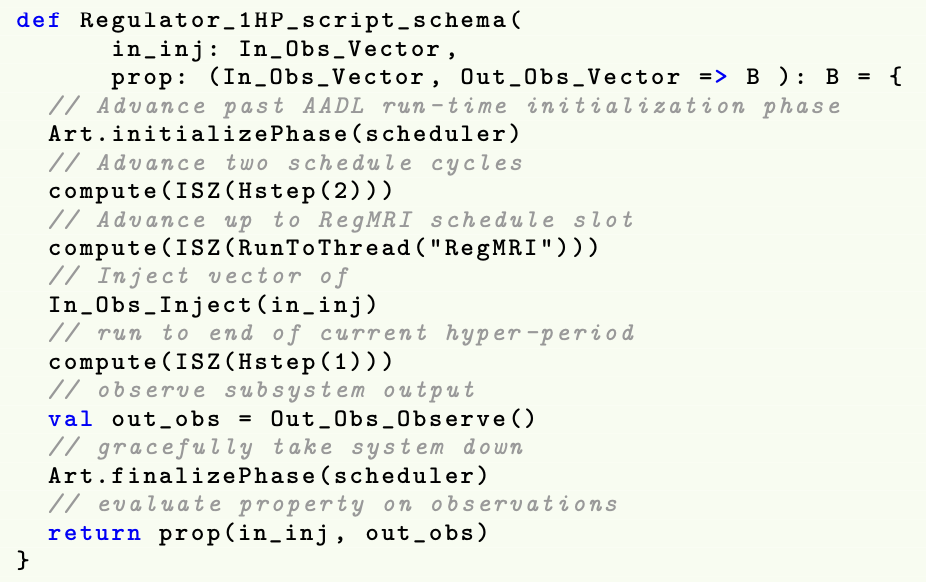 def Regulator_1HP_script_schema(
      in_inj: In_Obs_Vector,
      prop: (In_Obs_Vector, Out_Obs_Vector => B ): B = {
  // Advance past AADL run-time initialization phase
  Art.initializePhase(scheduler)
  // Advance two schedule cycles
  compute(ISZ(Hstep(2)))
  // Advance up to RegMRI schedule slot
  compute(ISZ(RunToThread("RegMRI")))
  // Inject vector of
  In_Obs_Inject(in_inj)
  // run to end of current hyper-period
  compute(ISZ(Hstep(1)))
  // observe subsystem output
  val out_obs = Out_Obs_Observe()
  // gracefully take system down
  Art.finalizePhase(scheduler)
  // evaluate property on observations
  return prop(in_inj, out_obs)
}